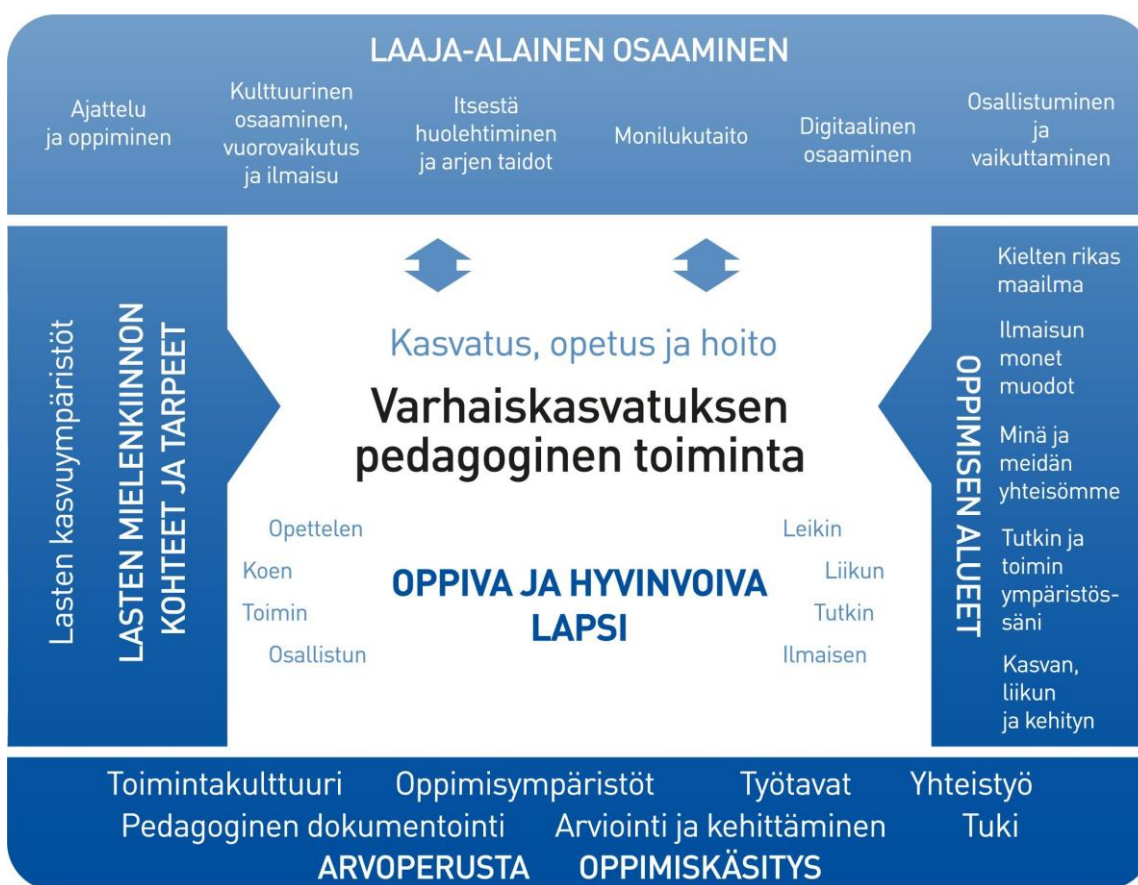 LAAJA-ALAINEN OSAAMINEN
Ajattelu
ja oppiminen
Kulttuurinen
osaaminen,
vuorovaikutus
ja ilmaisu
Itsestä
huolehtiminen
ja arjen taidot
Monilukutaito
Digitaalinen
osaaminen
Osallistuminen
ja
vaikuttaminen
Lasten kasvuympäristöt
LASTEN MIELENKIINNON
KOHTEET JA TARPEET
Kasvatus, opetus ja hoito
Varhaiskasvatuksen
pedagoginen toiminta
Opettelen
Koen
Toimin
Osallistun
OPPIVA JA HYVINVOIVA
LAPSI
Leikin
Liikun
Tutkin
Ilmaisen
OPPIMISEN ALUEET
Kielten rikas
maailma
Ilmaisun
monet
muodot
Minä ja
meidän
yhteisömme
Tutkin ja
toimin
ympäristös-
säni
Kasvan,
liikun
ja kehityn
Toimintakulttuuri Oppimisympäristöt Työtavat Yhteistyö
Pedagoginen dokumentointi Arviointi ja kehittäminen Tuki
ARVOPERUSTA OPPIMISKÄSITYS